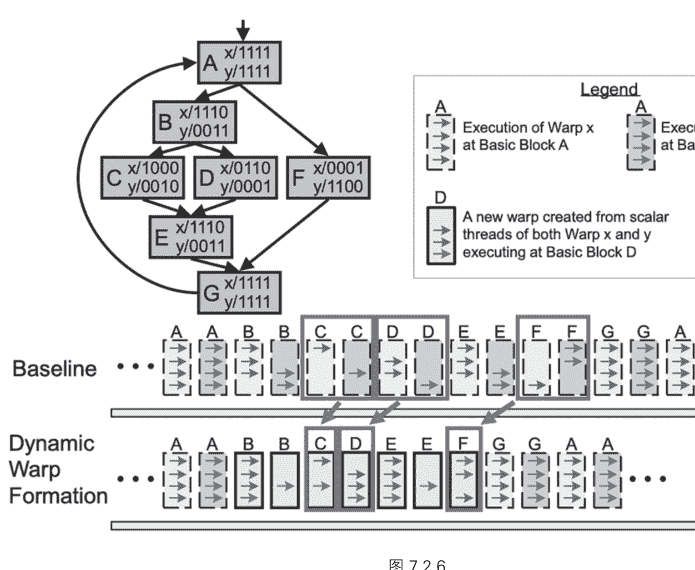 A x/1111
y/1111
B x/1110
y/0011
C x/1000
y/0010
D x/0110
y/0001
F x/0001
y/1100
E x/1110
y/0011
G x/1111
y/1111
Legend
A
Execution of Warp x
at Basic Block A
A
D
A new warp created from scalar
threads of both Warp x and y
executing at Basic Block D
Baseline
A A B B C C D D E E F F G G A
Dynamic
Warp
Formation
A A B B C D E E F G G A A
图 7.2.6